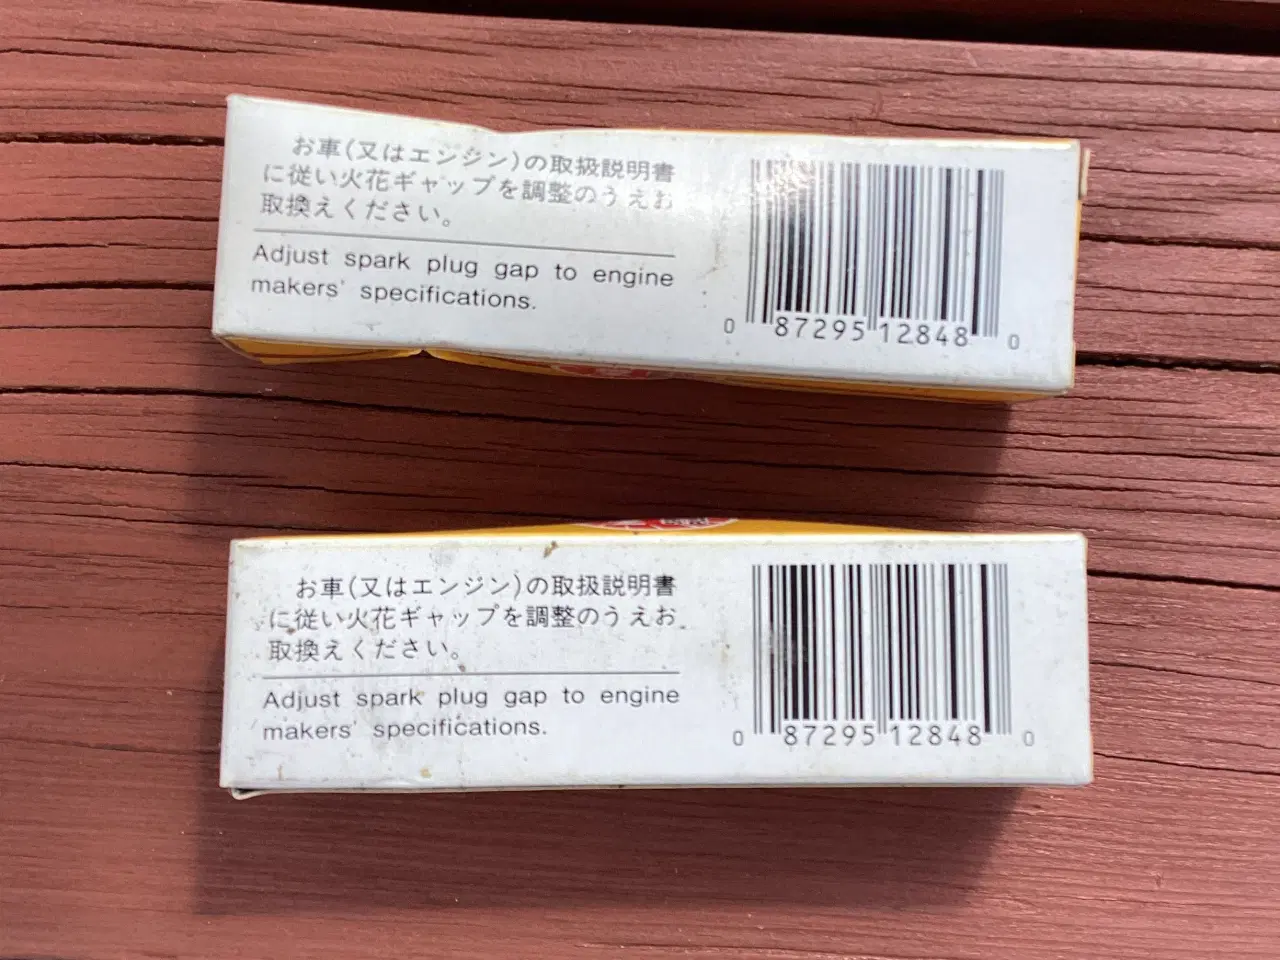 お車(又はエンジン)の取扱説明書
に従い火花ギャップを調整のうえお
取換えください。
Adjust spark plug gap to engine
makers' specifications.
0 87295 12848 0
お車(又はエンジン)の取扱説明書
に従い火花ギャップを調整のうえお
取換えください。
Adjust spark plug gap to engine
makers' specifications.
0 87295 12848 0